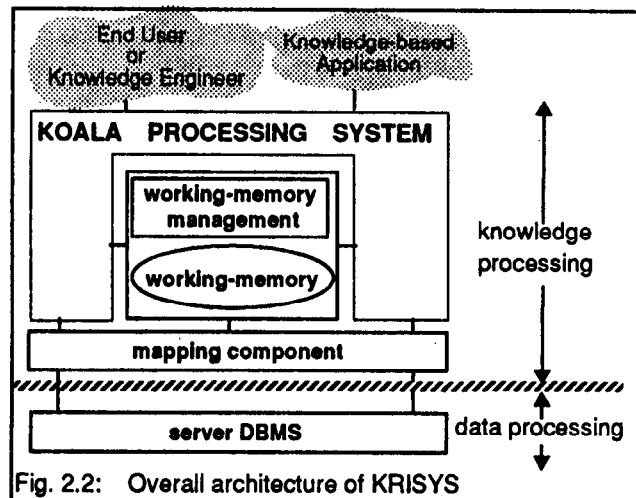 End User
or
Knowledge Engineer
Knowledge-based
Application
KOALA PROCESSING SYSTEM
working-memory
management
working-memory
knowledge
processing
mapping component
server DBMS
data processing
Fig. 2.2: Overall architecture of KRISYS